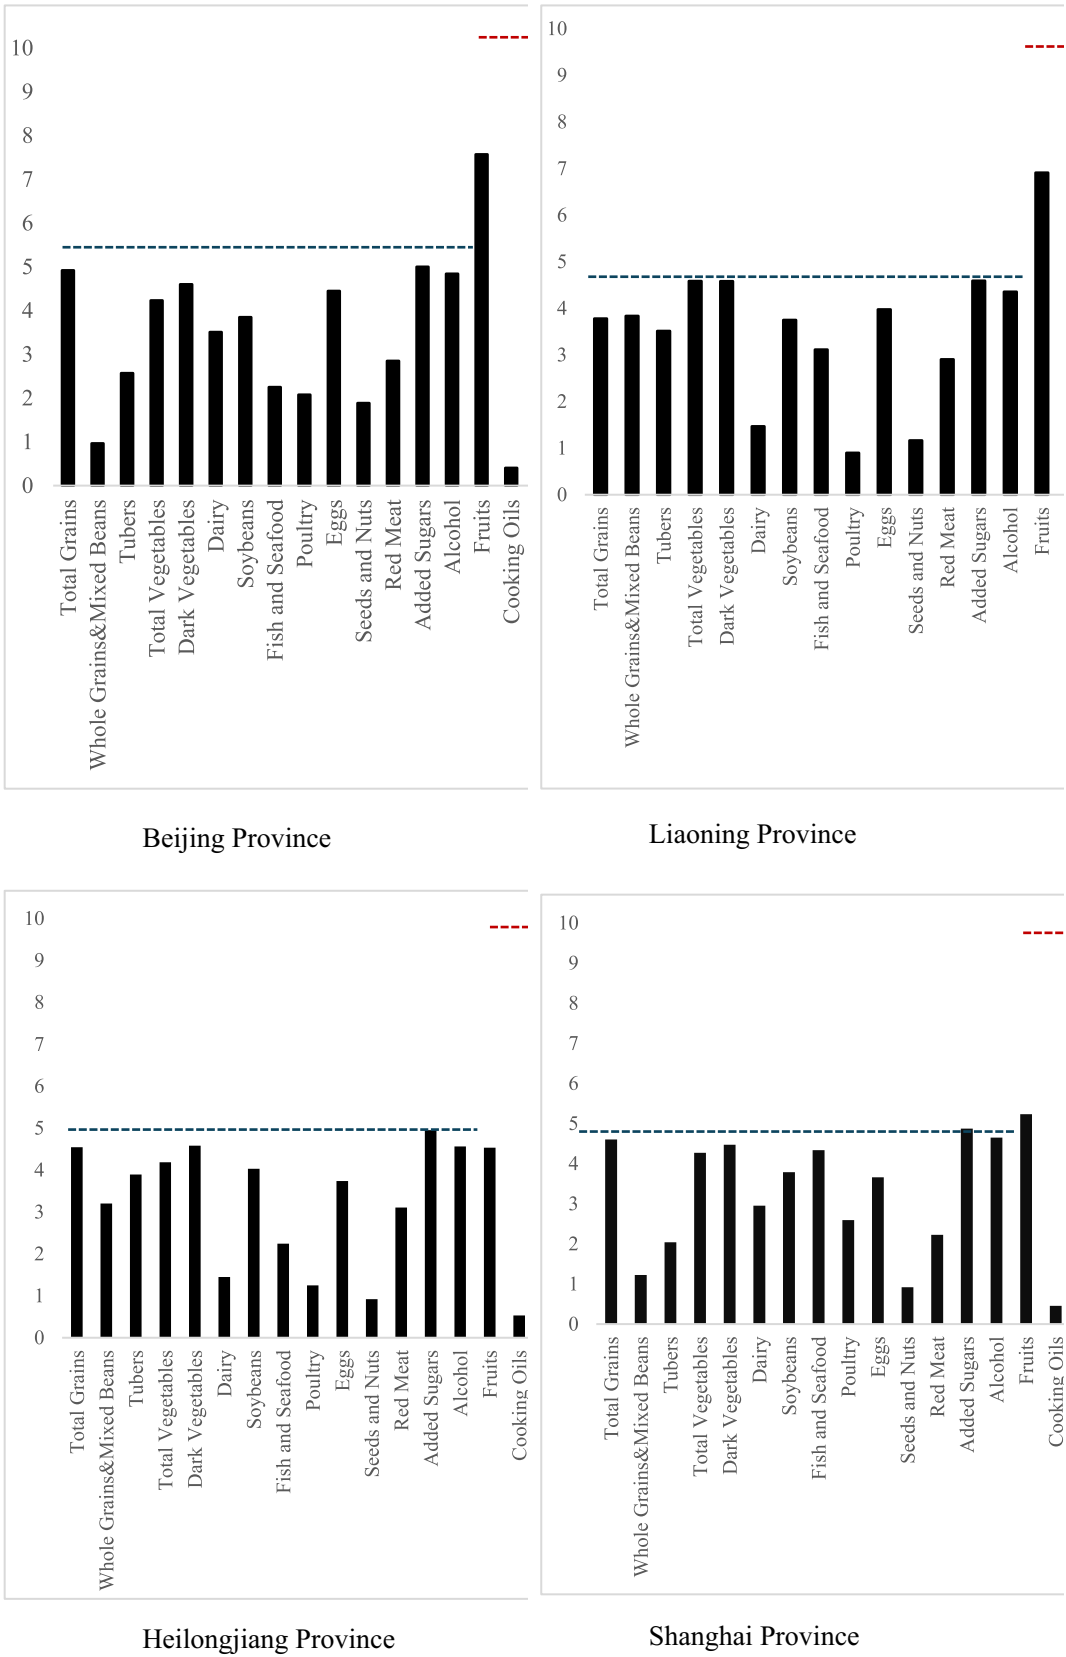 10
9
8
7
6
5
4
3
2
1
0
Total Grains
Whole Grains&Mixed Beans
Tubers
Total Vegetables
Dark Vegetables
Dairy
Soybeans
Fish and Seafood
Poultry
Eggs
Seeds and Nuts
Red Meat
Added Sugars
Alcohol
Fruits
Cooking Oils
Beijing Province
10
9
8
7
6
5
4
3
2
1
0
Total Grains
Whole Grains&Mixed Beans
Tubers
Total Vegetables
Dark Vegetables
Dairy
Soybeans
Fish and Seafood
Poultry
Eggs
Seeds and Nuts
Red Meat
Added Sugars
Alcohol
Fruits
Liaoning Province
10
9
8
7
6
5
4
3
2
1
0
Total Grains
Whole Grains&Mixed Beans
Tubers
Total Vegetables
Dark Vegetables
Dairy
Soybeans
Fish and Seafood
Poultry
Eggs
Seeds and Nuts
Red Meat
Added Sugars
Alcohol
Fruits
Cooking Oils
Heilongjiang Province
10
9
8
7
6
5
4
3
2
1
0
Total Grains
Whole Grains&Mixed Beans
Tubers
Total Vegetables
Dark Vegetables
Dairy
Soybeans
Fish and Seafood
Poultry
Eggs
Seeds and Nuts
Red Meat
Added Sugars
Alcohol
Fruits
Cooking Oils
Shanghai Province